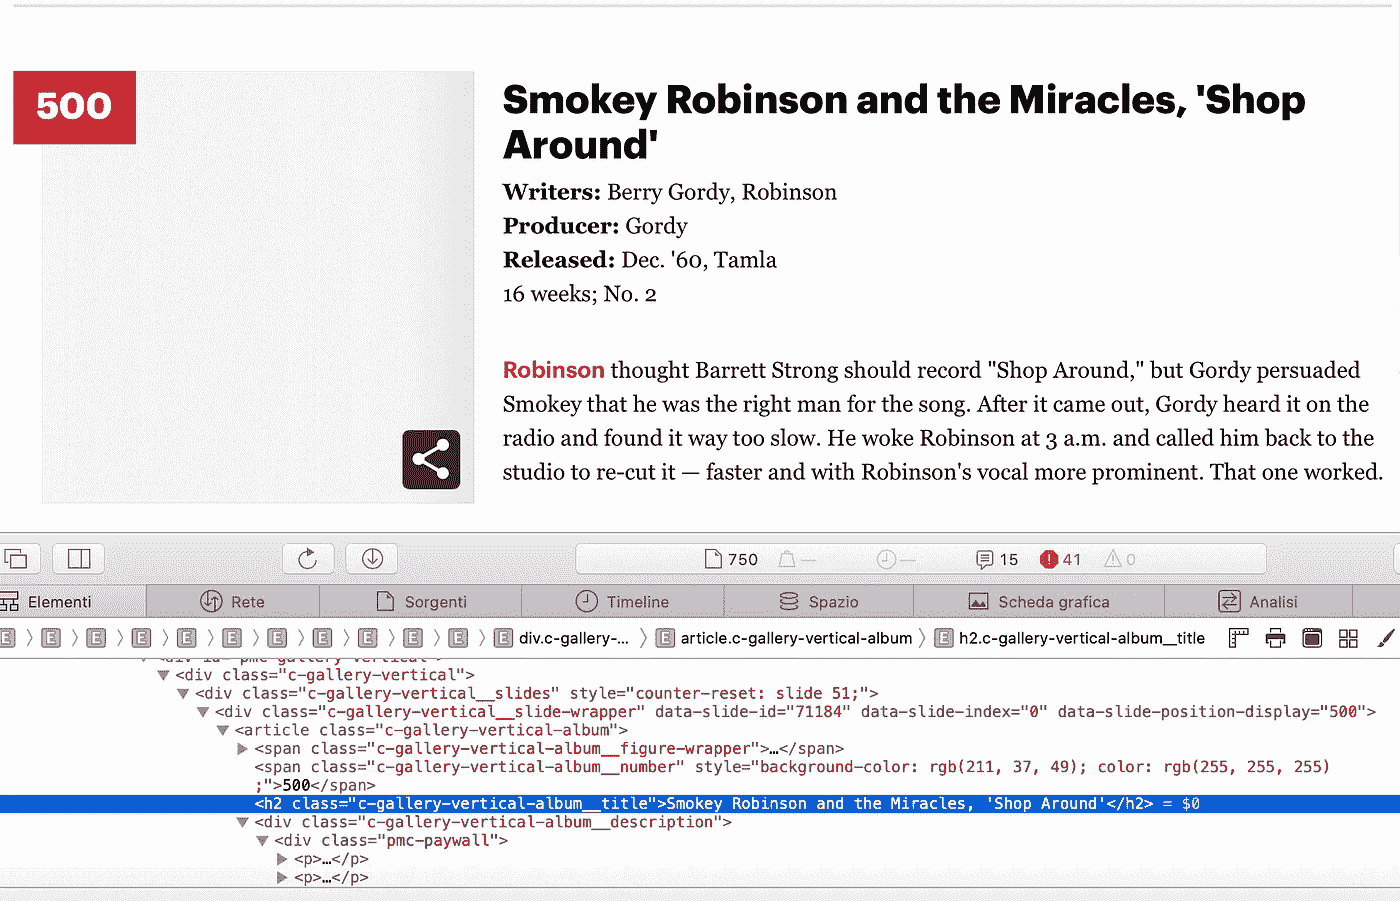 500
Smokey Robinson and the Miracles, 'Shop
Around'
Writers: Berry Gordy, Robinson
Producer: Gordy
Released: Dec. '60, Tamla
16 weeks; No. 2
Robinson thought Barrett Strong should record "Shop Around," but Gordy persuaded
Smokey that he was the right man for the song. After it came out, Gordy heard it on the
radio and found it way too slow. He woke Robinson at 3 a.m. and called him back to the
studio to re-cut it — faster and with Robinson's vocal more prominent. That one worked.
750 — — 15 41 0
Elementi Rete Sorgenti Timeline Spazio Scheda grafica Analisi
E E E E E E E E E E E E div.c-gallery-... E article.c-gallery-vertical-album E h2.c-gallery-vertical-album__title
<div id="pmc-gallery-vertical">
<div class="c-gallery-vertical">
<div class="c-gallery-vertical__slides" style="counter-reset: slide 51;">
<div class="c-gallery-vertical__slide-wrapper" data-slide-id="71184" data-slide-index="0" data-slide-position-display="500">
<article class="c-gallery-vertical-album">
<span class="c-gallery-vertical-album__figure-wrapper">…</span>
<span class="c-gallery-vertical-album__number" style="background-color: rgb(211, 37, 49); color: rgb(255, 255, 255)
;">500</span>
<h2 class="c-gallery-vertical-album__title">Smokey Robinson and the Miracles, 'Shop Around'</h2> = $0
<div class="c-gallery-vertical-album__description">
<div class="pmc-paywall">
<p>…</p>
<p>…</p>